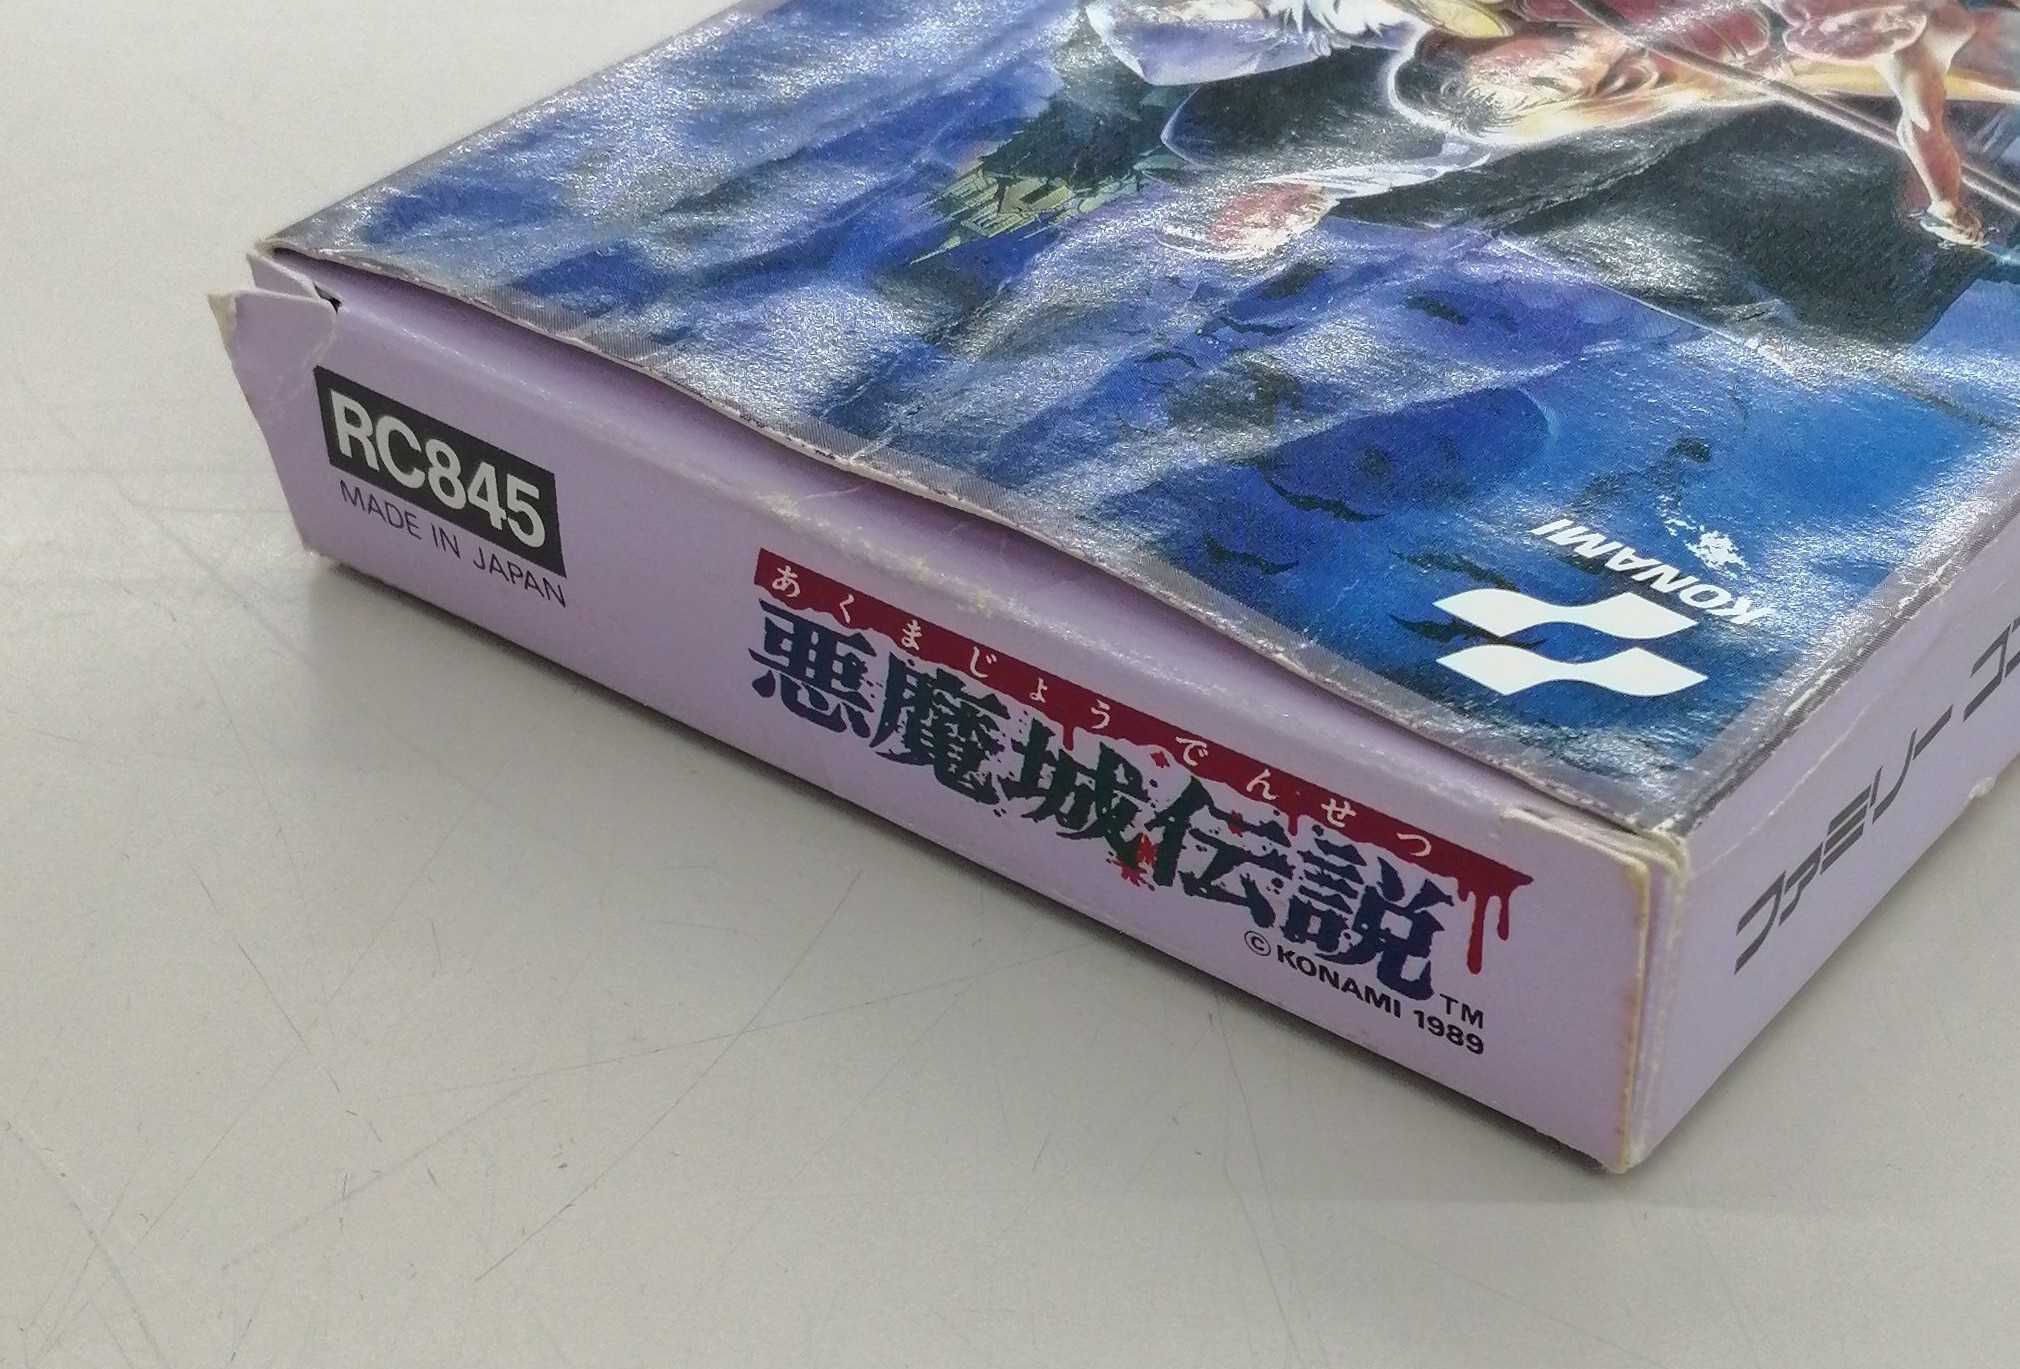 KONAMI
RC845
MADE IN JAPAN
あくまじょうでんせつ
悪魔城伝説
TM
©KONAMI 1989
ファミリー コン